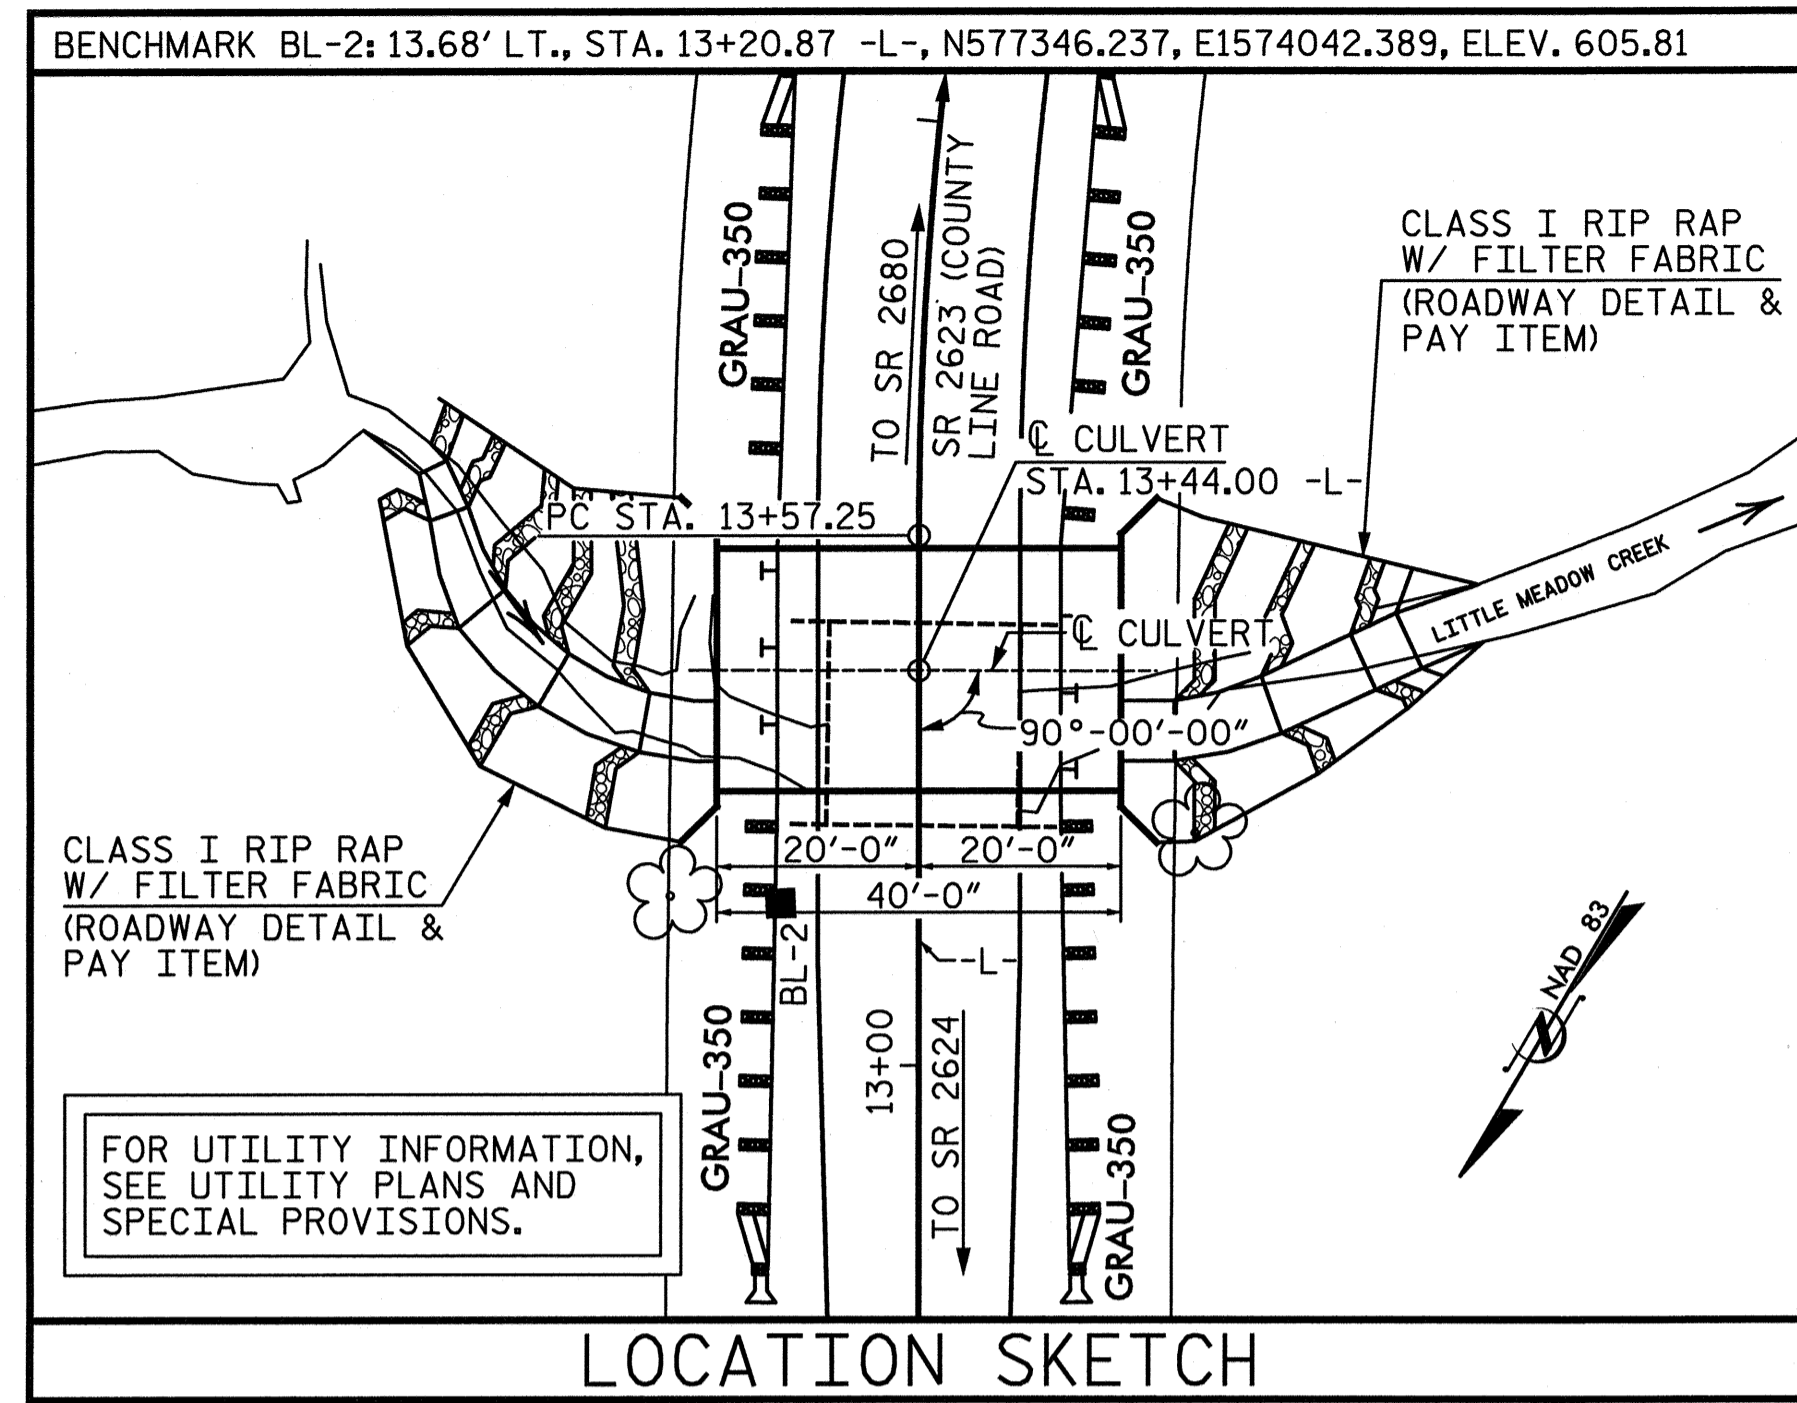 BENCHMARK BL-2: 13.68' LT., STA. 13+20.87 -L-, N577346.237, E1574042.389, ELEV. 605.81
GRAU-350
TO SR 2680
SR 2623 (COUNTY
LINE ROAD)
L
GRAU-350
CLASS I RIP RAP
W/ FILTER FABRIC
(ROADWAY DETAIL &
PAY ITEM)
℄ CULVERT
STA. 13+44.00 -L-
PC STA. 13+57.25
LITTLE MEADOW CREEK
℄ CULVERT
90°-00'-00"
CLASS I RIP RAP
W/ FILTER FABRIC
(ROADWAY DETAIL &
PAY ITEM)
20'-0" 20'-0"
40'-0"
BL-2
-L-
NAD 83
N
GRAU-350
13+00
TO SR 2624
GRAU-350
FOR UTILITY INFORMATION,
SEE UTILITY PLANS AND
SPECIAL PROVISIONS.
LOCATION SKETCH